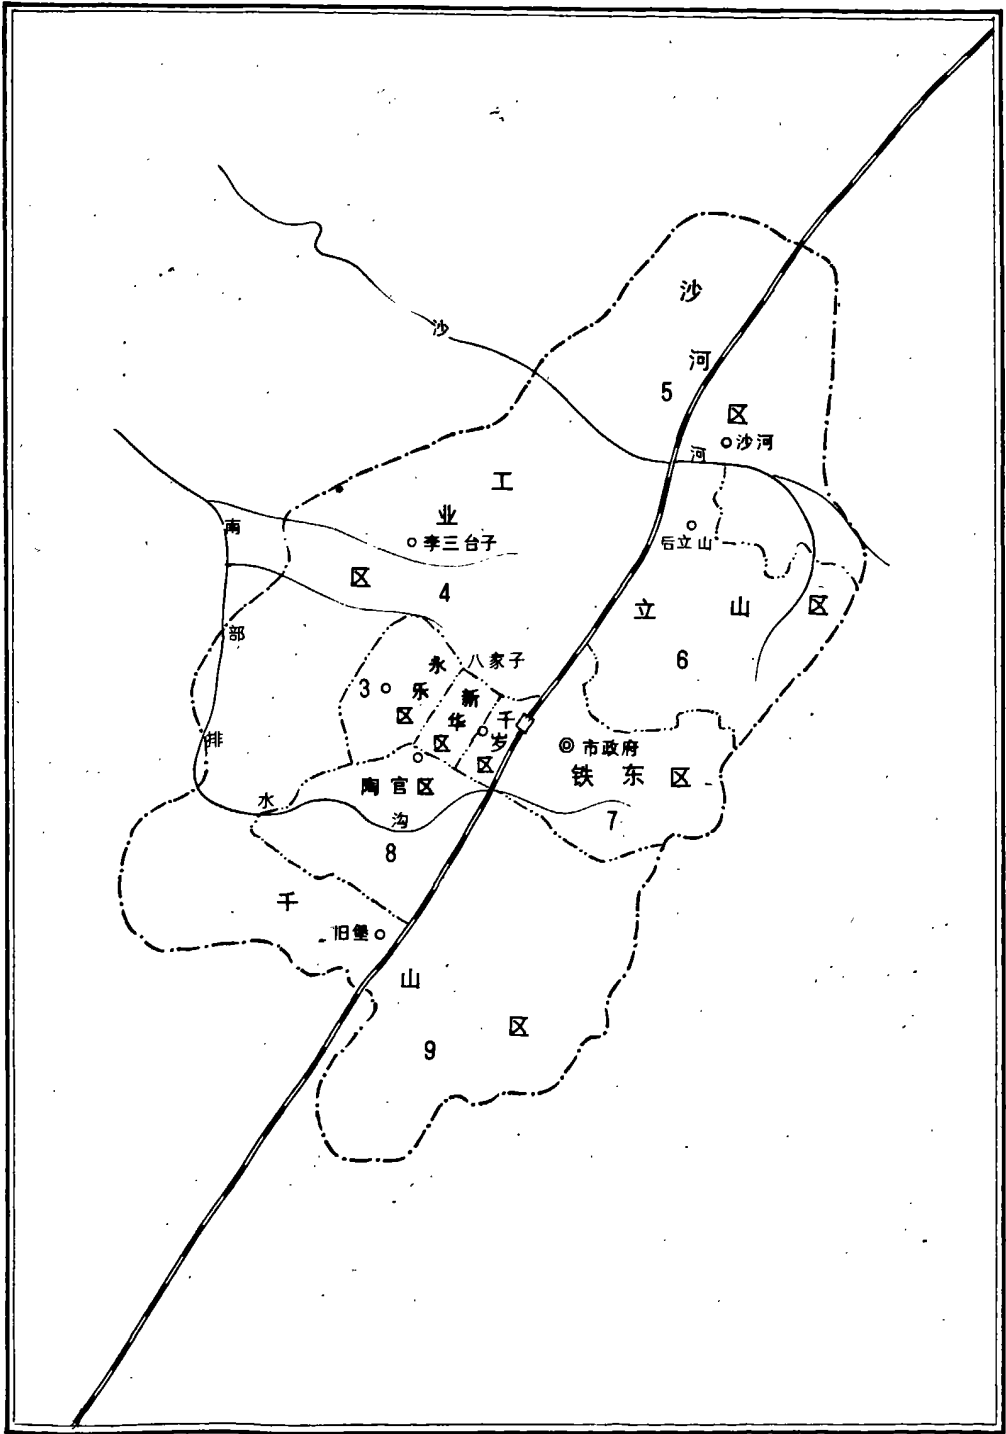 沙河区
5
沙河
沙河
工业区
李三台子
4
后立山
立山区
6
南部排水沟
永乐区
3
八家子
新华区
千岁区
市政府
铁东区
7
陶官区
8
千山区
旧堡
9